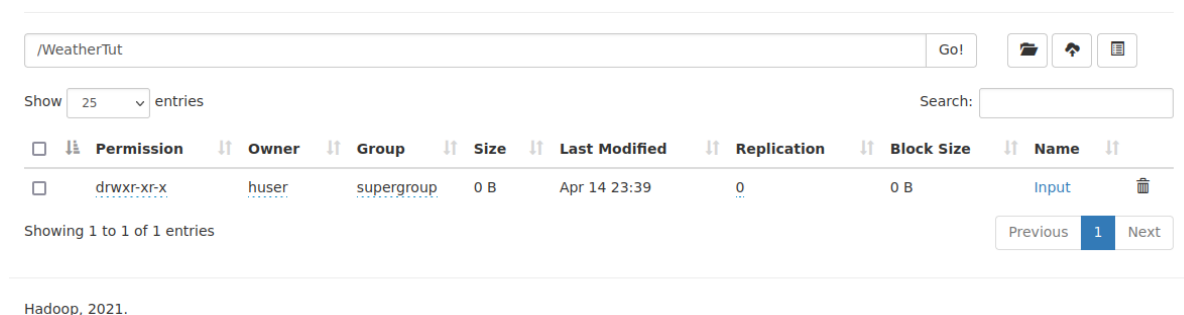 /WeatherTut Go!
Show 25 entries Search:
Permission Owner Group Size Last Modified Replication Block Size Name
drwxr-xr-x huser supergroup 0 B Apr 14 23:39 0 0 B Input
Showing 1 to 1 of 1 entries Previous 1 Next
Hadoop, 2021.